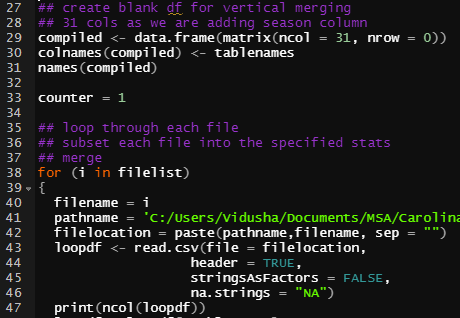 27 ## create blank df for vertical merging
28 ## 31 cols as we are adding season column
29 compiled <- data.frame(matrix(ncol = 31, nrow = 0))
30 colnames(compiled) <- tablenames
31 names(compiled)
32
33 counter = 1
34
35 ## loop through each file
36 ## subset each file into the specified stats
37 ## merge
38 for (i in filelist)
39 {
40 filename = i
41 pathname = 'C:/Users/Vidusha/Documents/MSA/Carolina
42 filelocation = paste(pathname,filename, sep = "")
43 loopdf <- read.csv(file = filelocation,
44 header = TRUE,
45 stringsAsFactors = FALSE,
46 na.strings = "NA")
47 print(ncol(loopdf))